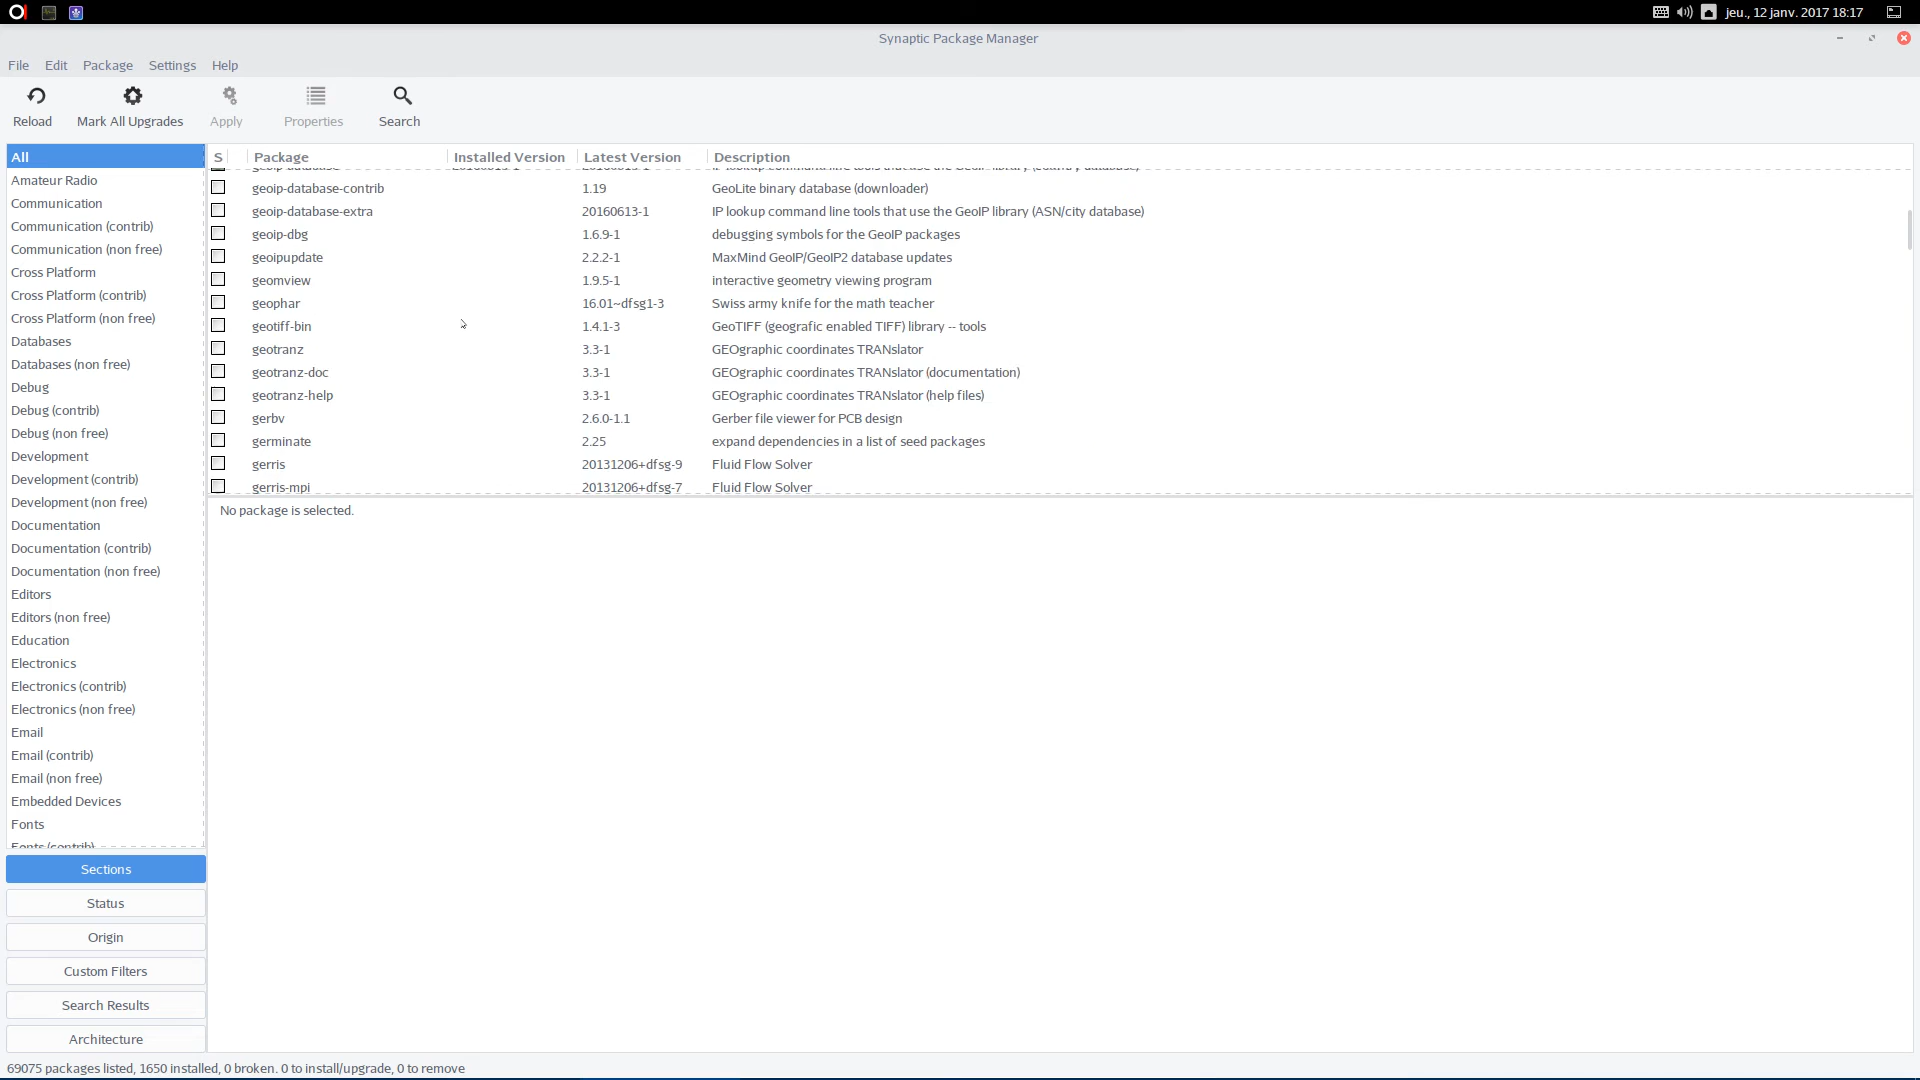 jeu., 12 janv. 2017 18:17
Synaptic Package Manager
File Edit Package Settings Help
Reload Mark All Upgrades Apply Properties Search
S Package Installed Version Latest Version Description
All
Amateur Radio
Communication
Communication (contrib)
Communication (non free)
Cross Platform
Cross Platform (contrib)
Cross Platform (non free)
Databases
Databases (non free)
Debug
Debug (contrib)
Debug (non free)
Development
Development (contrib)
Development (non free)
Documentation
Documentation (contrib)
Documentation (non free)
Editors
Editors (non free)
Education
Electronics
Electronics (contrib)
Electronics (non free)
Email
Email (contrib)
Email (non free)
Embedded Devices
Fonts
Fonts (contrib)
Sections
Status
Origin
Custom Filters
Search Results
Architecture
geoip-database-contrib 1.19 GeoLite binary database (downloader)
geoip-database-extra 20160613-1 IP lookup command line tools that use the GeoIP library (ASN/city database)
geoip-dbg 1.6.9-1 debugging symbols for the GeoIP packages
geoipupdate 2.2.2-1 MaxMind GeoIP/GeoIP2 database updates
geomview 1.9.5-1 interactive geometry viewing program
geophar 16.01~dfsg1-3 Swiss army knife for the math teacher
geotiff-bin 1.4.1-3 GeoTIFF (geografic enabled TIFF) library -- tools
geotranz 3.3-1 GEOgraphic coordinates TRANslator
geotranz-doc 3.3-1 GEOgraphic coordinates TRANslator (documentation)
geotranz-help 3.3-1 GEOgraphic coordinates TRANslator (help files)
gerbv 2.6.0-1.1 Gerber file viewer for PCB design
germinate 2.25 expand dependencies in a list of seed packages
gerris 20131206+dfsg-9 Fluid Flow Solver
gerris-mpi 20131206+dfsg-7 Fluid Flow Solver
No package is selected.
69075 packages listed, 1650 installed, 0 broken. 0 to install/upgrade, 0 to remove